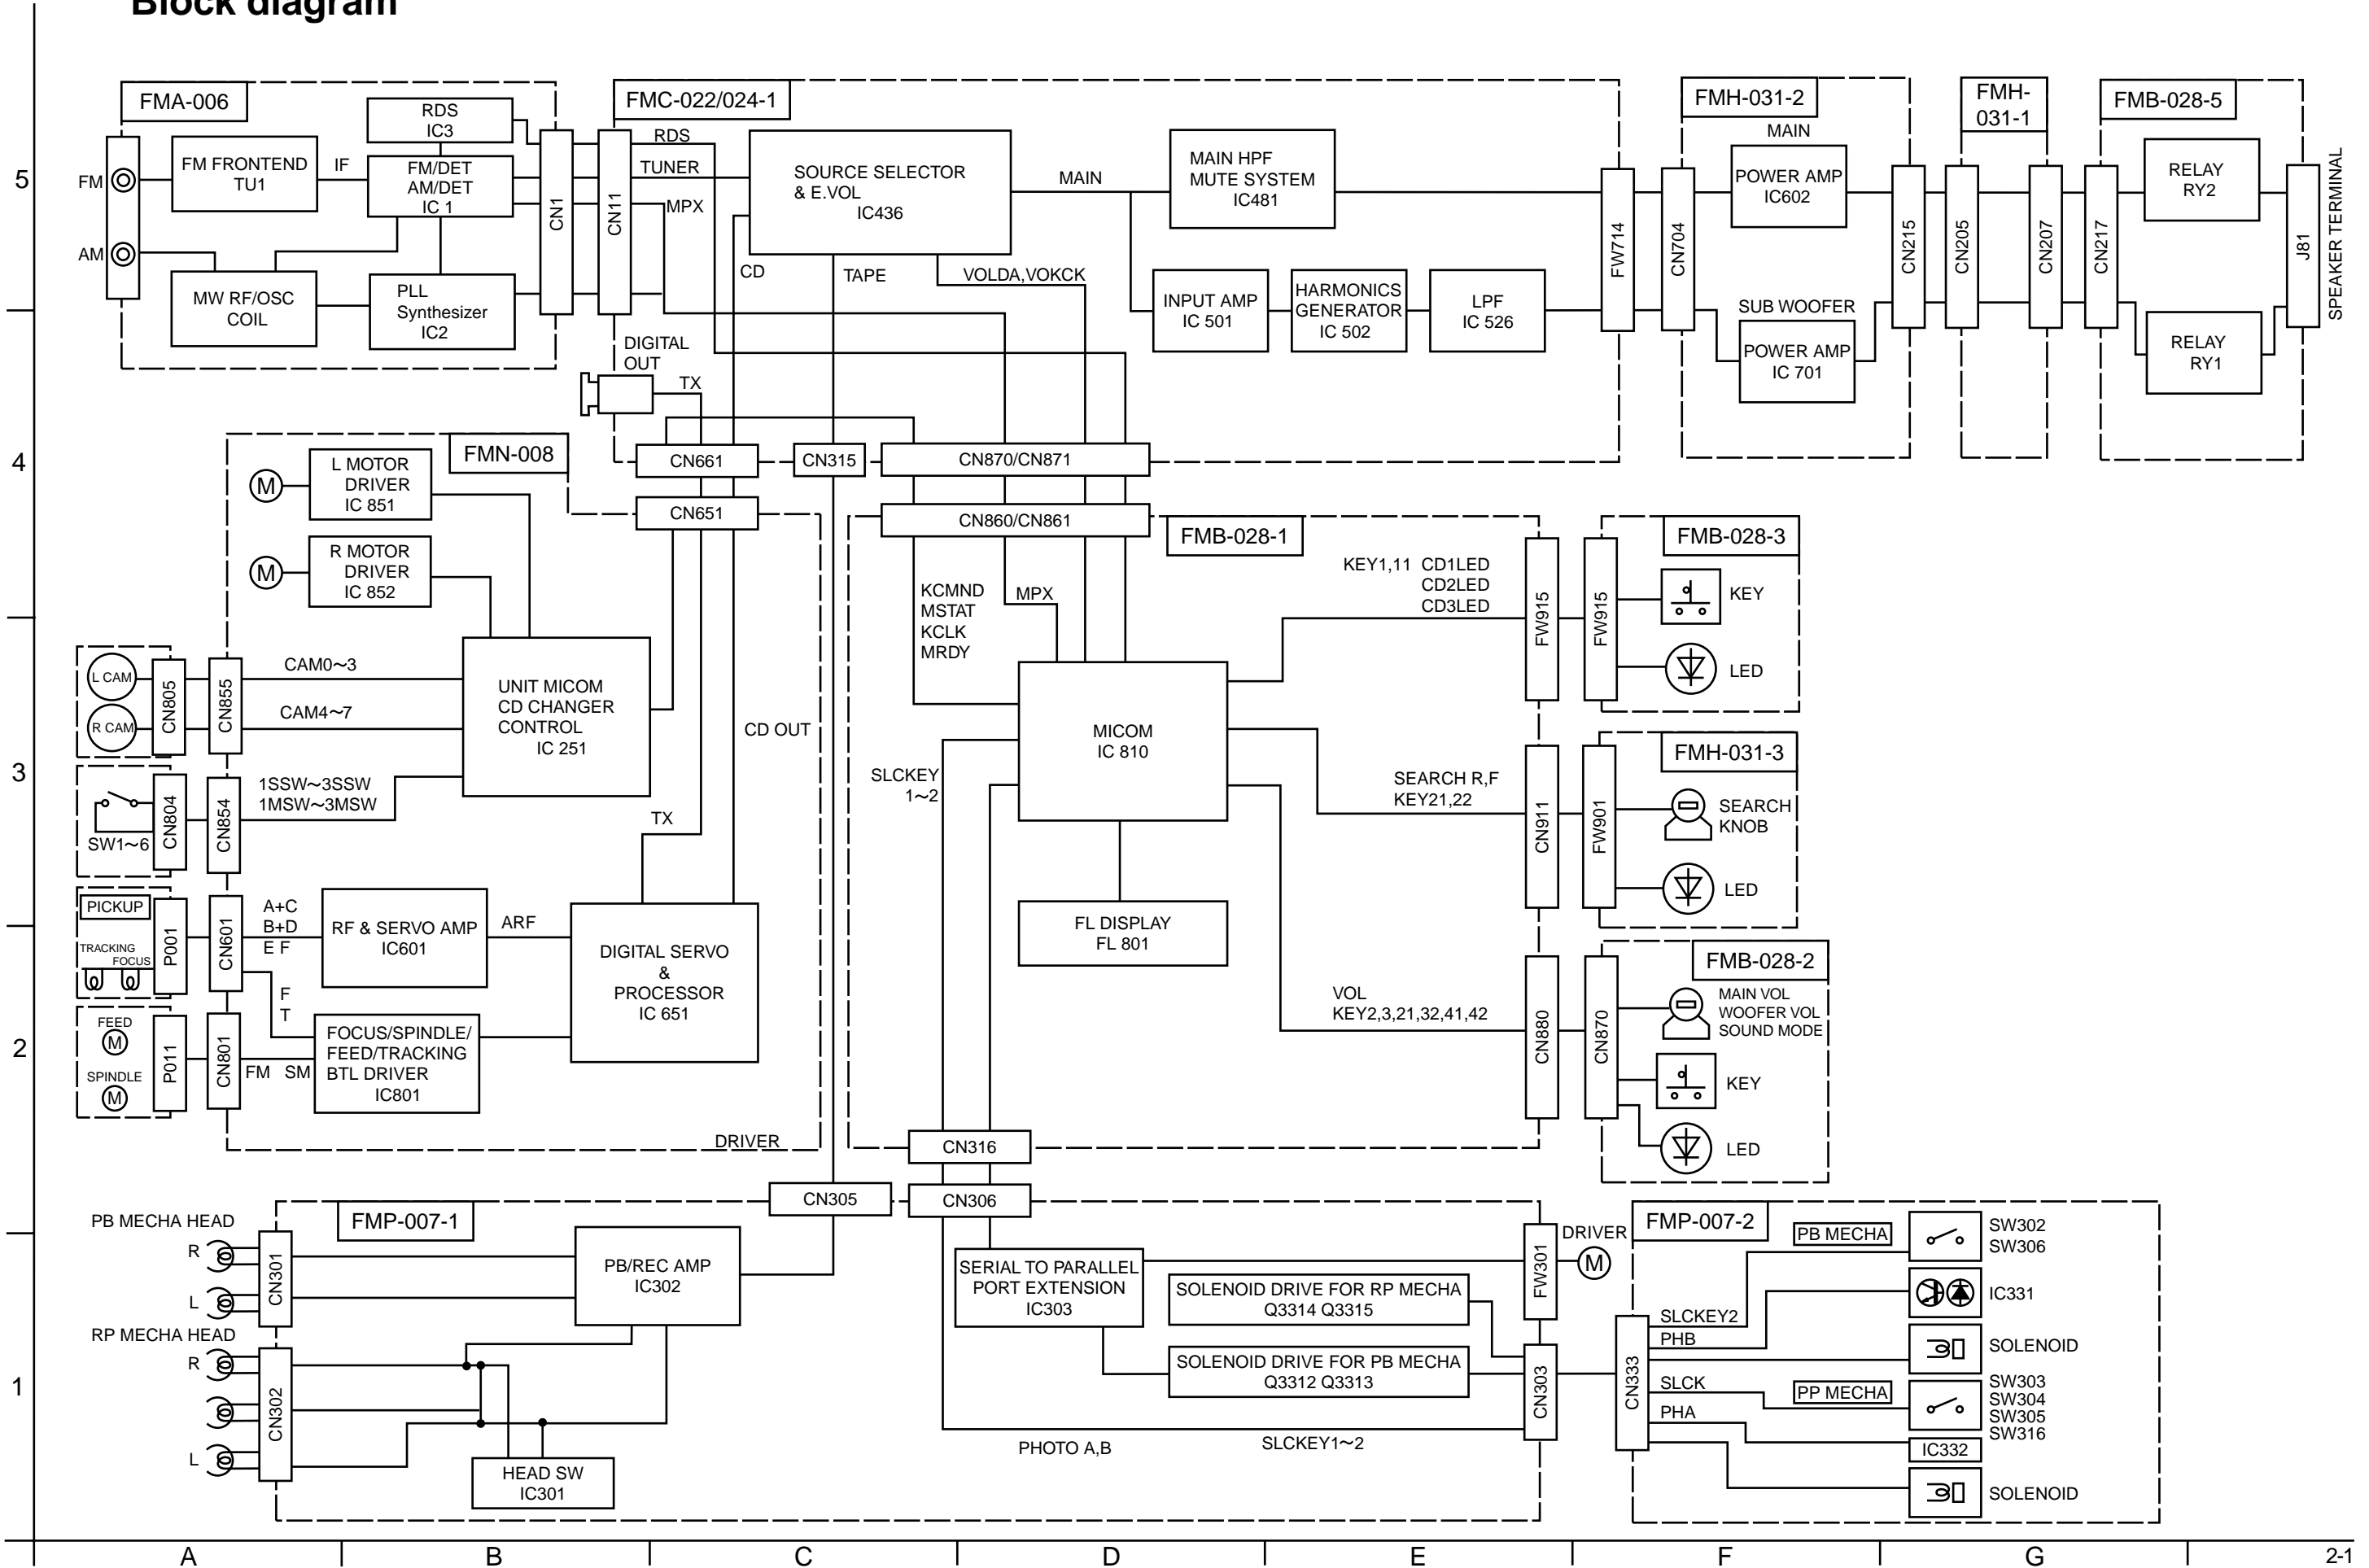 Block diagram
5
4
3
2
1
FMA-006
FM
AM
FM FRONTEND
TU1
IF
RDS
IC3
FM/DET
AM/DET
IC 1
MW RF/OSC
COIL
PLL
Synthesizer
IC2
CN1
FMC-022/024-1
CN11
RDS
TUNER
MPX
SOURCE SELECTOR
& E.VOL
IC436
CD
TAPE
VOLDA,VOKCK
MAIN
MAIN HPF
MUTE SYSTEM
IC481
INPUT AMP
IC 501
HARMONICS
GENERATOR
IC 502
LPF
IC 526
FW714
DIGITAL
OUT
TX
CN661
CN315
CN870/CN871
FMH-031-2
MAIN
POWER AMP
IC602
CN704
SUB WOOFER
POWER AMP
IC 701
CN215
FMH-
031-1
CN205
CN207
FMB-028-5
CN217
RELAY
RY2
RELAY
RY1
J81
SPEAKER TERMINAL
FMN-008
M
L MOTOR
DRIVER
IC 851
M
R MOTOR
DRIVER
IC 852
CN651
L CAM
R CAM
CN805
CN855
CAM0~3
CAM4~7
UNIT MICOM
CD CHANGER
CONTROL
IC 251
CD OUT
SW1~6
CN804
CN854
1SSW~3SSW
1MSW~3MSW
TX
PICKUP
TRACKING
FOCUS
P001
CN601
A+C
B+D
E F
RF & SERVO AMP
IC601
ARF
DIGITAL SERVO
&
PROCESSOR
IC 651
F
T
FEED
M
SPINDLE
M
P011
CN801
FM SM
FOCUS/SPINDLE/
FEED/TRACKING
BTL DRIVER
IC801
DRIVER
CN860/CN861
FMB-028-1
KCMND
MSTAT
KCLK
MRDY
MPX
MICOM
IC 810
SLCKEY
1~2
FL DISPLAY
FL 801
KEY1,11 CD1LED
CD2LED
CD3LED
FW915
SEARCH R,F
KEY21,22
CN911
VOL
KEY2,3,21,32,41,42
CN880
CN316
FMB-028-3
FW915
KEY
LED
FMH-031-3
FW901
SEARCH
KNOB
LED
FMB-028-2
CN870
MAIN VOL
WOOFER VOL
SOUND MODE
KEY
LED
CN305
CN306
FMP-007-1
PB MECHA HEAD
R
L
CN301
PB/REC AMP
IC302
RP MECHA HEAD
R
L
CN302
HEAD SW
IC301
SERIAL TO PARALLEL
PORT EXTENSION
IC303
SOLENOID DRIVE FOR RP MECHA
Q3314 Q3315
SOLENOID DRIVE FOR PB MECHA
Q3312 Q3313
PHOTO A,B
SLCKEY1~2
FW301
DRIVER
M
CN303
FMP-007-2
CN333
PB MECHA
SW302
SW306
IC331
SLCKEY2
PHB
SOLENOID
SLCK
PP MECHA
SW303
SW304
SW305
SW316
PHA
IC332
SOLENOID
A
B
C
D
E
F
G
2-1